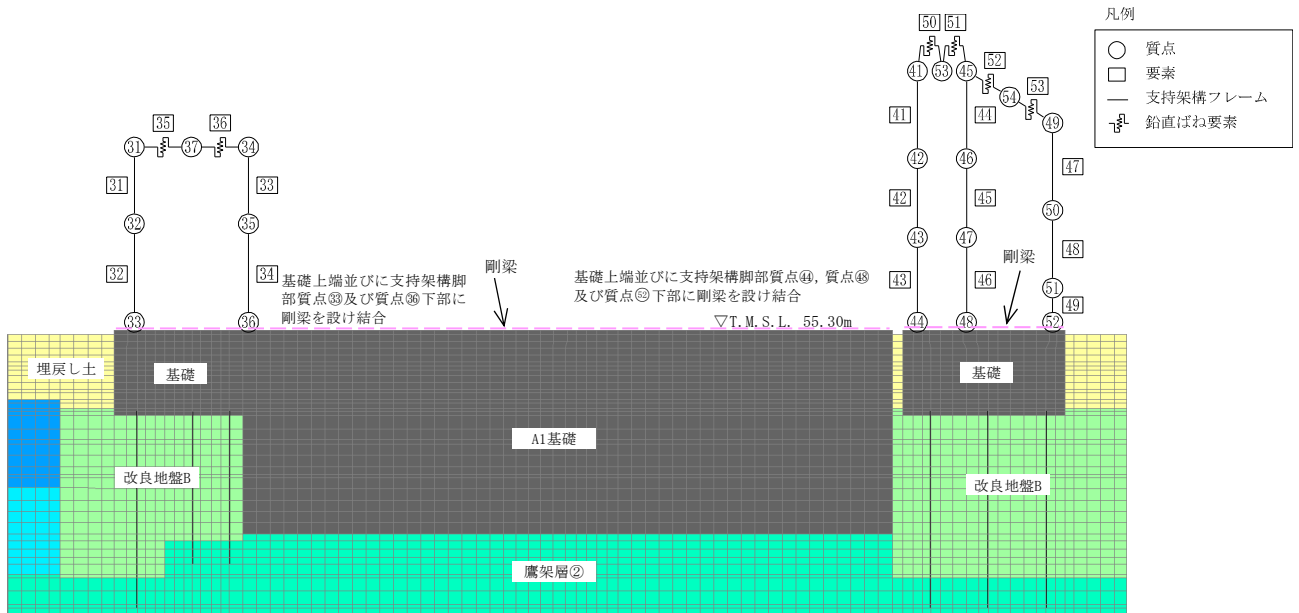 凡例
質点
要素
支持架構フレーム
鉛直ばね要素
50 51
52
41 53 45
54 53
41 44 49
35 36
31 37 34
42 46
47
31 33
42 45
50
32 35
43 47
48
32 34
43 46
51
49
基礎上端並びに支持架構脚
部質点㉝及び質点㊱下部に
剛梁を設け結合
剛梁
基礎上端並びに支持架構脚部質点㊹, 質点㊽
及び質点㊾下部に剛梁を設け結合
剛梁
▽T.M.S.L. 55.30m
33 36 44 48 52
埋戻し土
基礎
基礎
A1基礎
改良地盤B
改良地盤B
鷹架層②